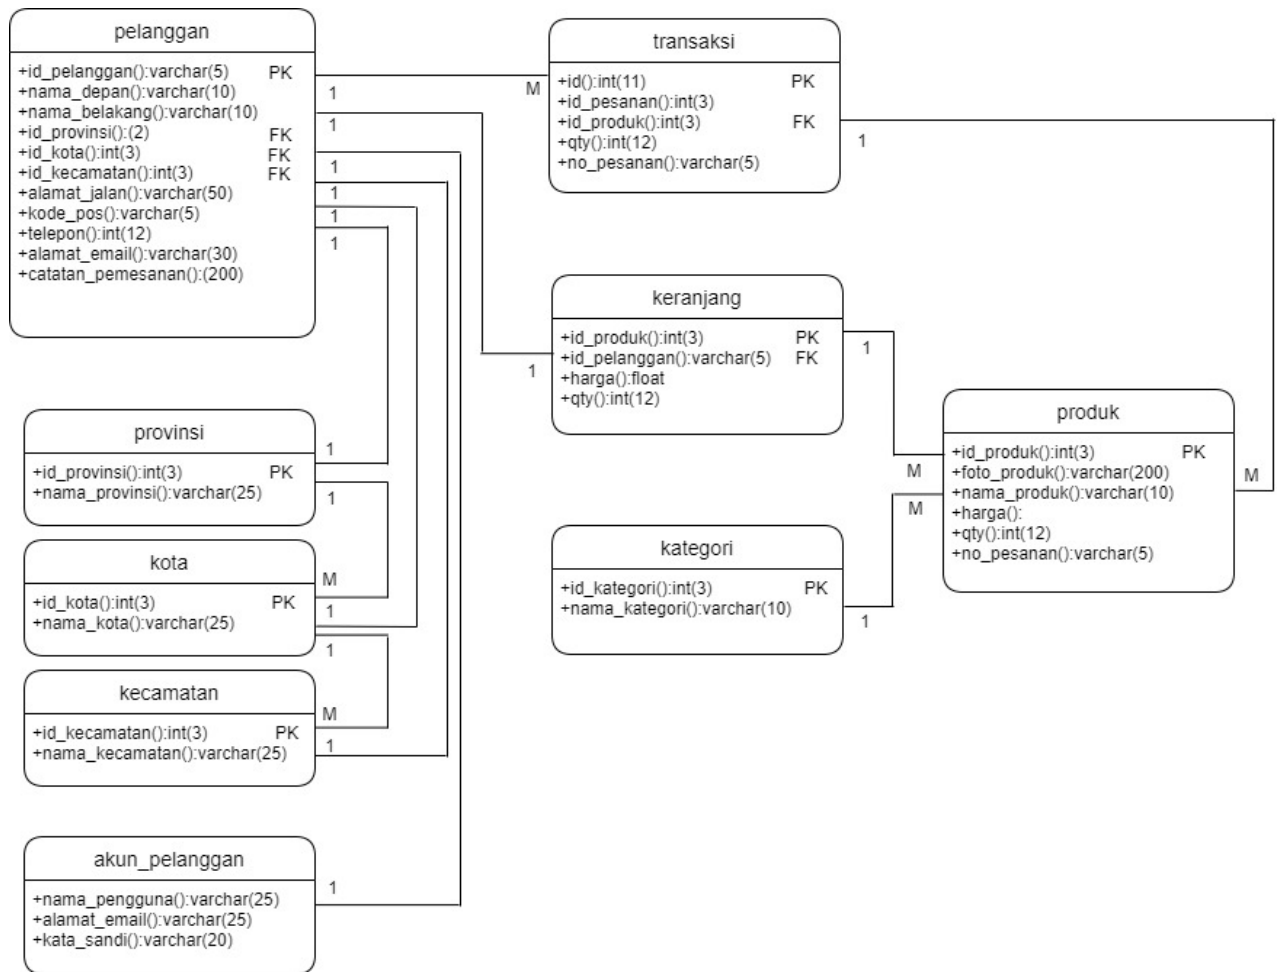 pelanggan
+id_pelanggan():varchar(5) PK
+nama_depan():varchar(10)
+nama_belakang():varchar(10)
+id_provinsi():(2) FK
+id_kota():int(3) FK
+id_kecamatan():int(3) FK
+alamat_jalan():varchar(50)
+kode_pos():varchar(5)
+telepon():int(12)
+alamat_email():varchar(30)
+catatan_pemesanan():(200)
1
1
1
1
1
1
M
1
transaksi
+id():int(11) PK
+id_pesanan():int(3)
+id_produk():int(3) FK
+qty():int(12)
+no_pesanan():varchar(5)
1
keranjang
+id_produk():int(3) PK
+id_pelanggan():varchar(5) FK
+harga():float
+qty():int(12)
1
M
M
M
produk
+id_produk():int(3) PK
+foto_produk():varchar(200)
+nama_produk():varchar(10)
+harga():
+qty():int(12)
+no_pesanan():varchar(5)
kategori
+id_kategori():int(3) PK
+nama_kategori():varchar(10)
1
provinsi
+id_provinsi():int(3) PK
+nama_provinsi():varchar(25)
1
1
kota
+id_kota():int(3) PK
+nama_kota():varchar(25)
M
1
1
kecamatan
+id_kecamatan():int(3) PK
+nama_kecamatan():varchar(25)
M
1
akun_pelanggan
+nama_pengguna():varchar(25)
+alamat_email():varchar(25)
+kata_sandi():varchar(20)
1